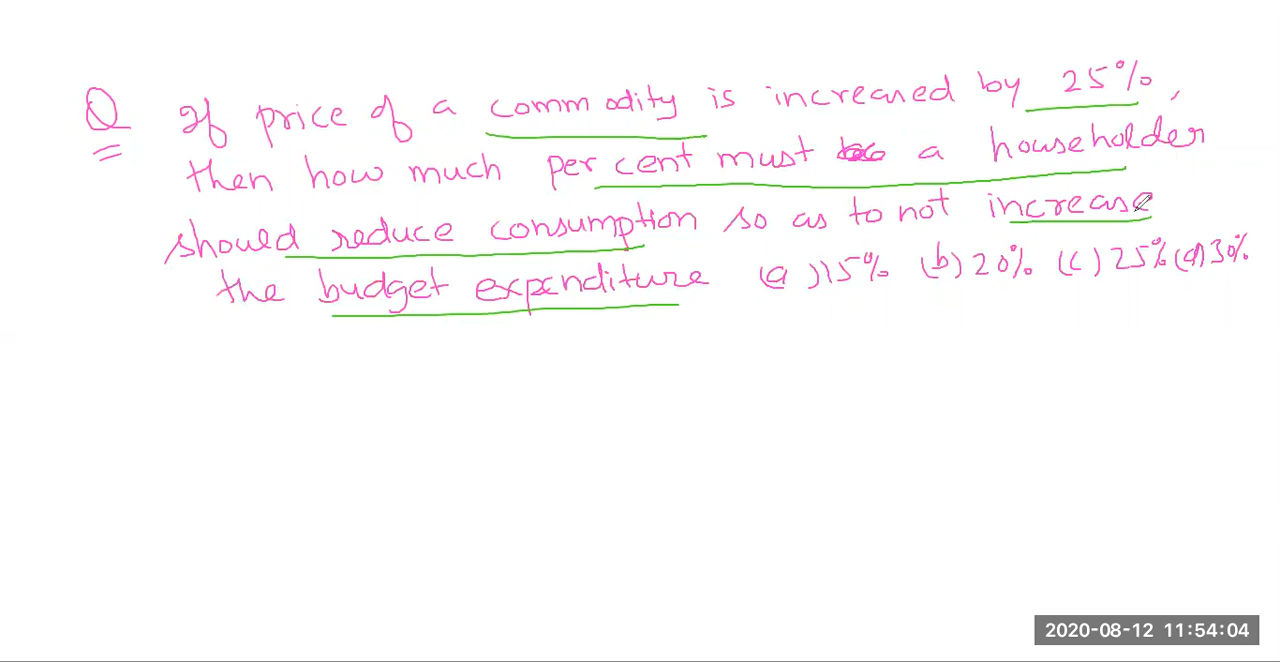 Q If price of a commodity is increased by 25%,
then how much per cent must a householder
should reduce consumption so as to not increase
the budget expenditure (a) 15% (b) 20% (c) 25% (d) 30%
2020-08-12 11:54:04